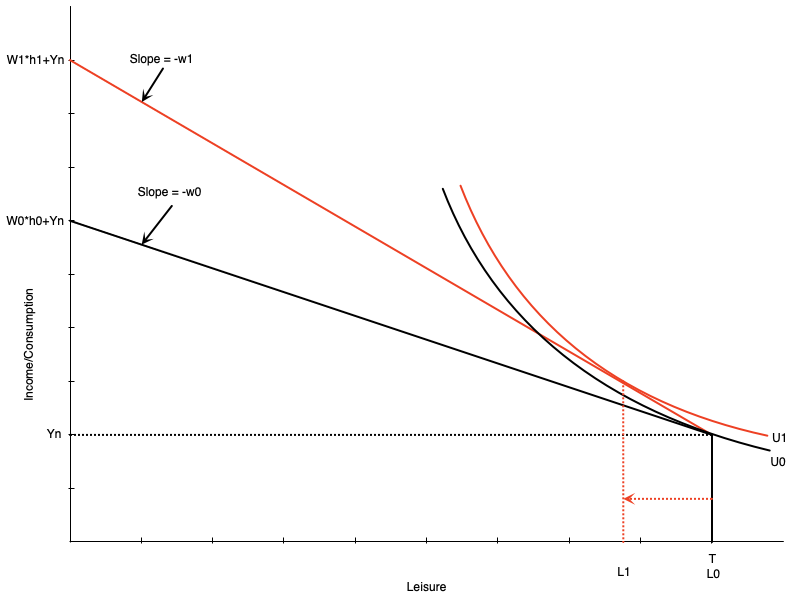 Slope = -w1
W1*h1+Yn
Slope = -w0
W0*h0+Yn
Income/Consumption
Yn
U1
U0
T
L1
L0
Leisure